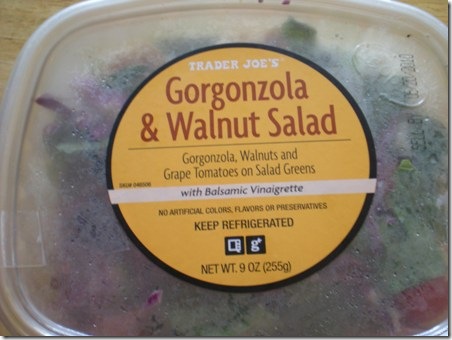 TRADER JOE'S
Gorgonzola
& Walnut Salad
Gorgonzola, Walnuts and
Grape Tomatoes on Salad Greens
with Balsamic Vinaigrette
NO ARTIFICIAL COLORS, FLAVORS OR PRESERVATIVES
KEEP REFRIGERATED
g
NET WT. 9 OZ (255g)